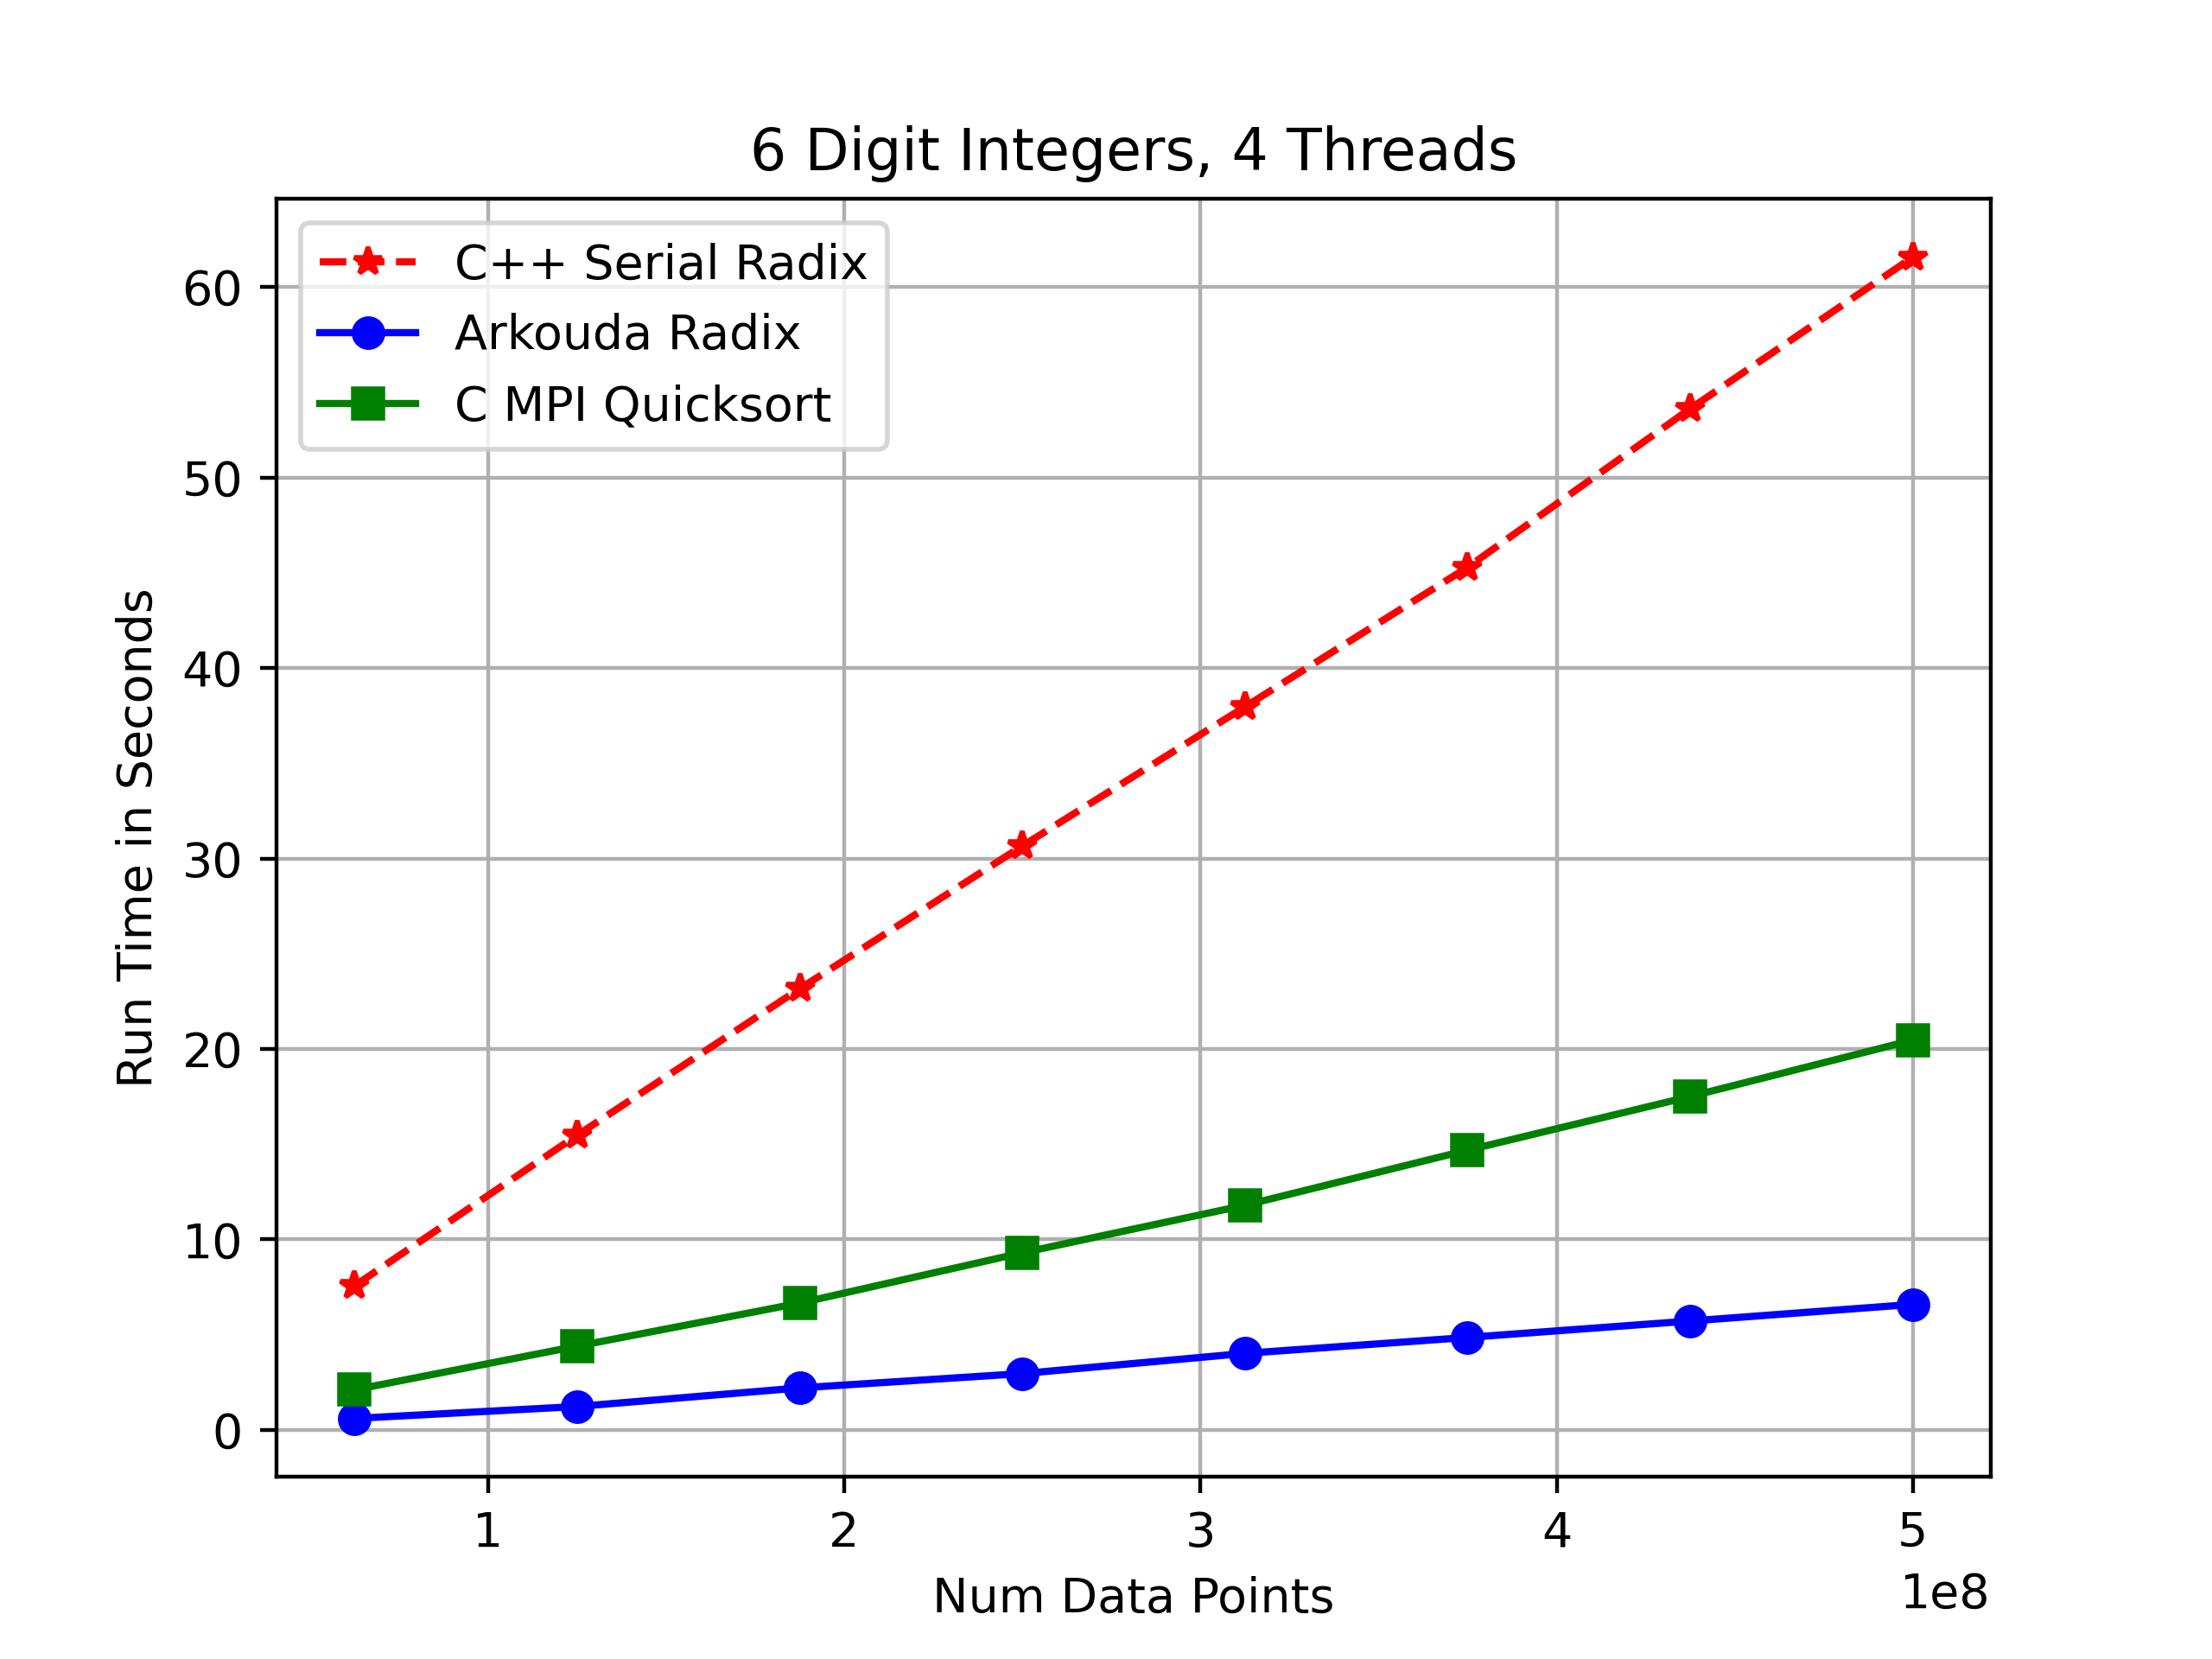 6 Digit Integers, 4 Threads
C++ Serial Radix
Arkouda Radix
C MPI Quicksort
Run Time in Seconds
60
50
40
30
20
10
0
1 2 3 4 5
1e8
Num Data Points